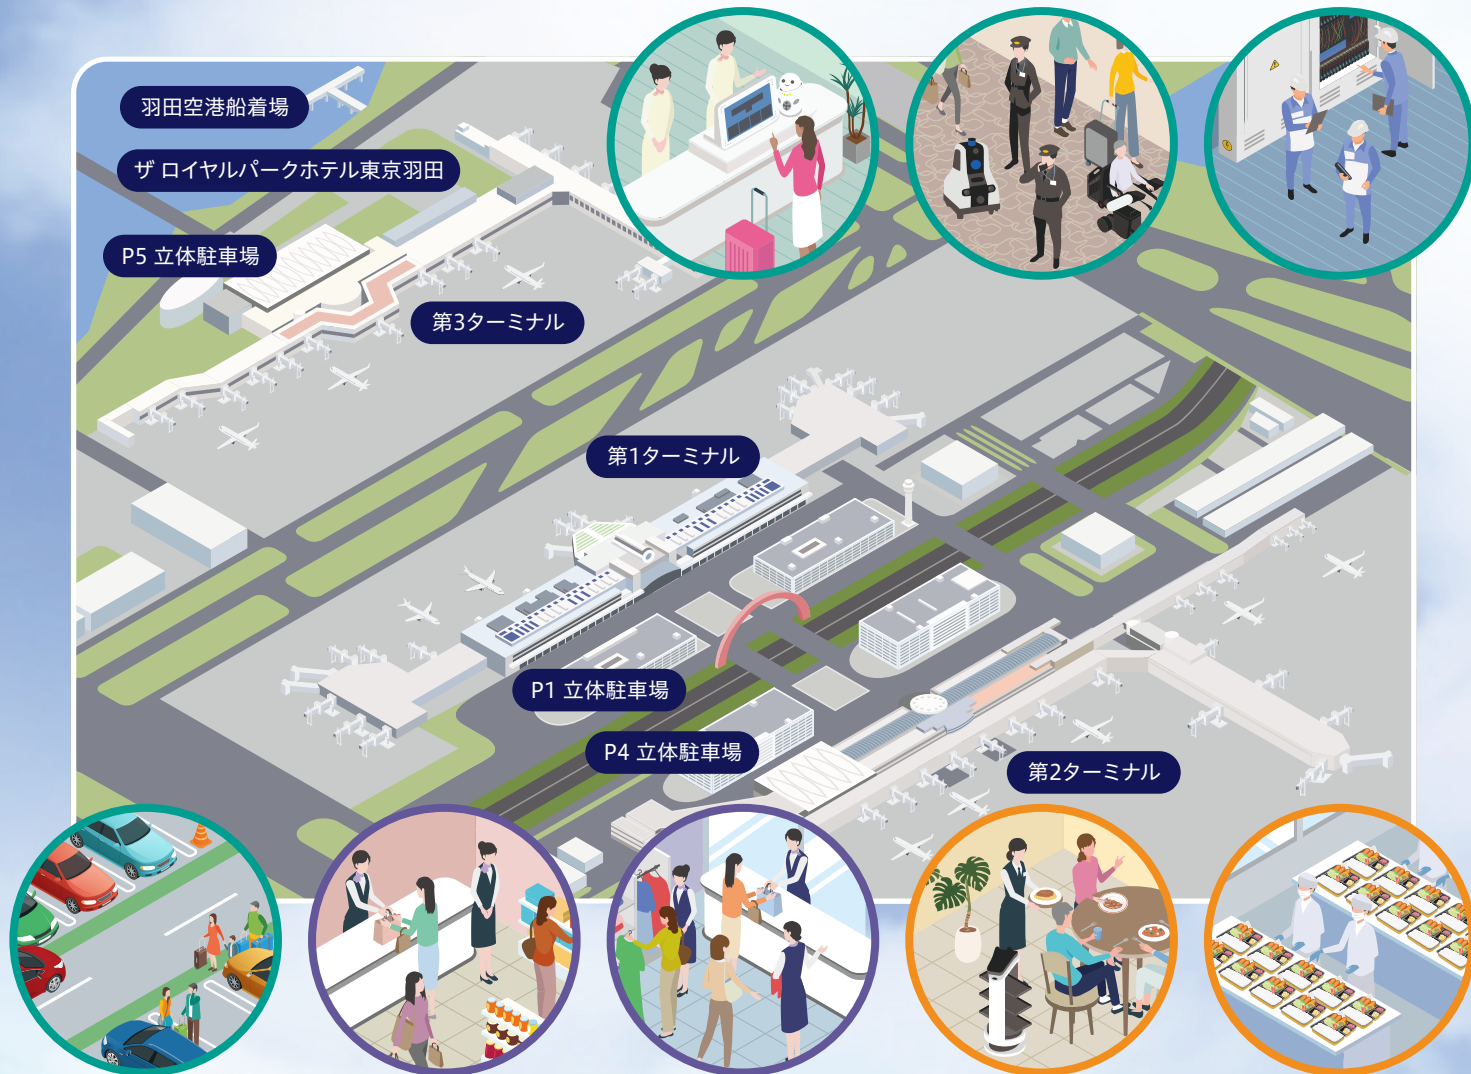 羽田空港船着場
ザ ロイヤルパークホテル東京羽田
P5 立体駐車場
第3ターミナル
第1ターミナル
P1 立体駐車場
P4 立体駐車場
第2ターミナル